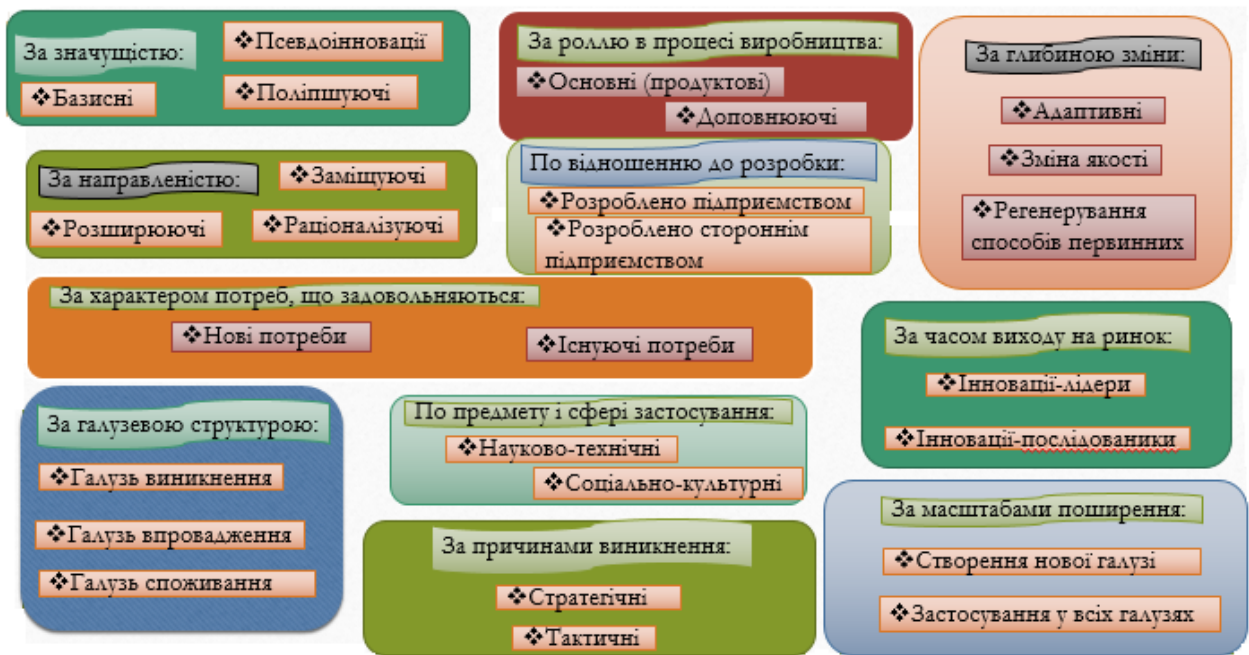 За значущістю:
❖Псевдоінновації
❖Базисні
❖Поліпшуючі
За роллю в процесі виробництва:
❖Основні (продуктові)
❖Доповнюючі
За глибиною зміни:
❖Адаптивні
❖Зміна якості
❖Регенерування
способів первинних
За направленістю:
❖Заміщуючі
❖Розширюючі
❖Раціоналізуючі
По відношенню до розробки:
❖Розроблено підприємством
❖Розроблено стороннім
підприємством
За характером потреб, що задовольняються:
❖Нові потреби
❖Існуючі потреби
За часом виходу на ринок:
❖Інновації-лідери
❖Інновації-послідованики
За галузевою структурою:
❖Галузь виникнення
❖Галузь впровадження
❖Галузь споживання
По предмету і сфері застосування:
❖Науково-технічні
❖Соціально-культурні
За причинами виникнення:
❖Стратегічні
❖Тактичні
За масштабами поширення:
❖Створення нової галузі
❖Застосування у всіх галузях